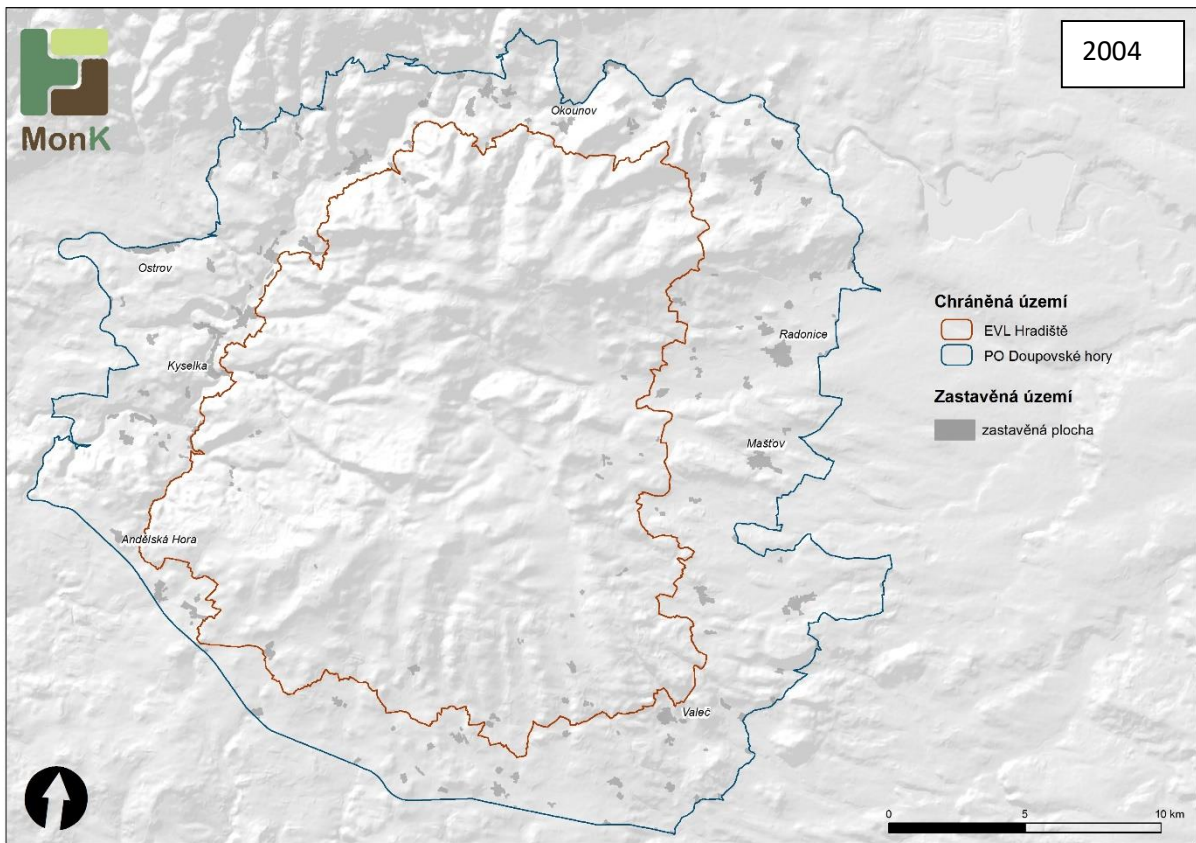 2004
MonK
Okounov
Ostrov
Kyselka
Radonice
Mašťov
Andělská Hora
Valeč
Chráněná území
EVL Hradiště
PO Doupovské hory
Zastavěná území
zastavěná plocha
0 5 10 km